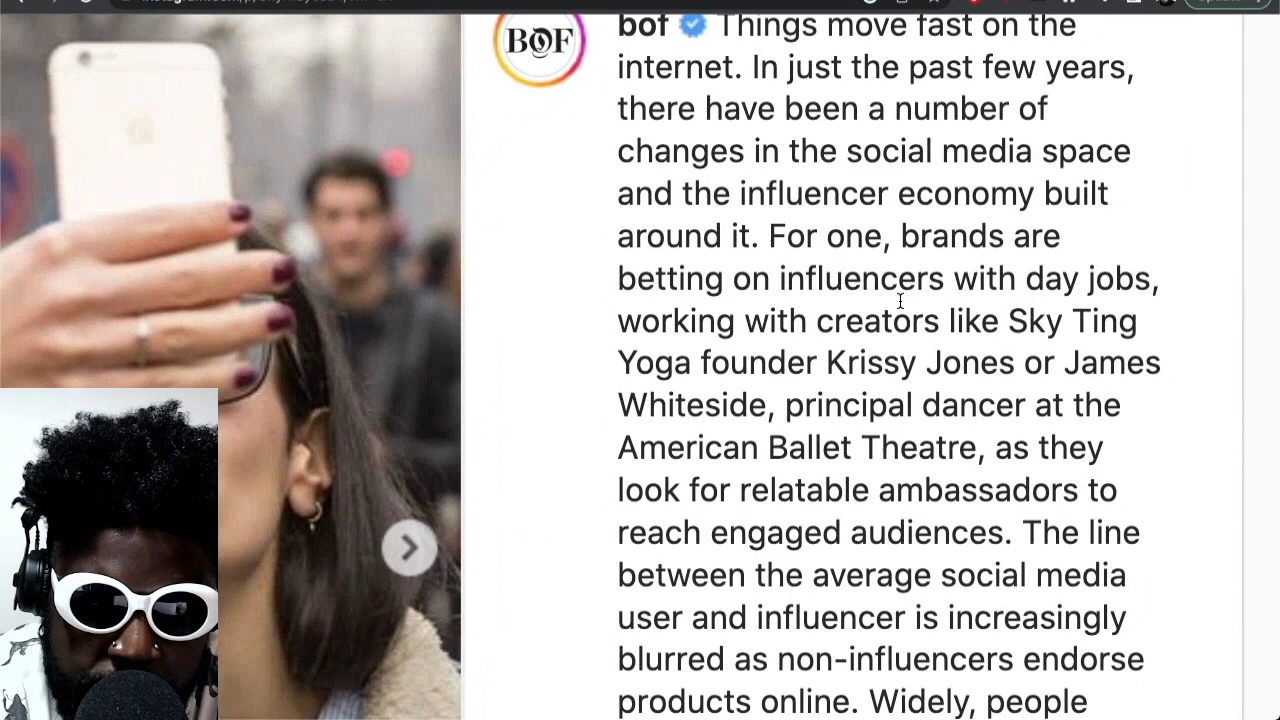 BOF
bof Things move fast on the
internet. In just the past few years,
there have been a number of
changes in the social media space
and the influencer economy built
around it. For one, brands are
betting on influencers with day jobs,
working with creators like Sky Ting
Yoga founder Krissy Jones or James
Whiteside, principal dancer at the
American Ballet Theatre, as they
look for relatable ambassadors to
reach engaged audiences. The line
between the average social media
user and influencer is increasingly
blurred as non-influencers endorse
products online. Widely, people